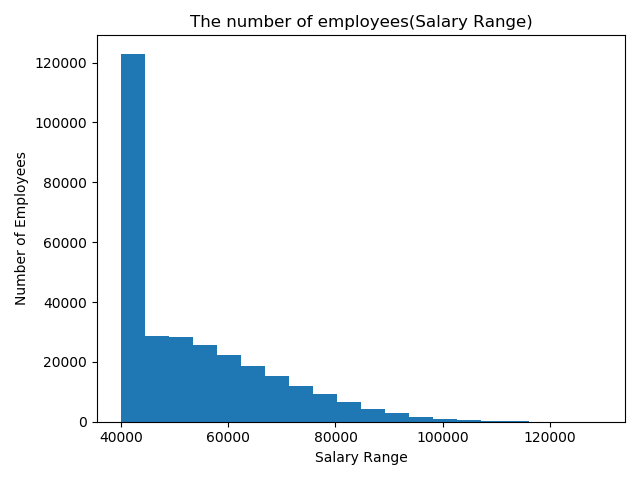 The number of employees(Salary Range)
120000
100000
80000
60000
40000
20000
0
Number of Employees
40000 60000 80000 100000 120000
Salary Range